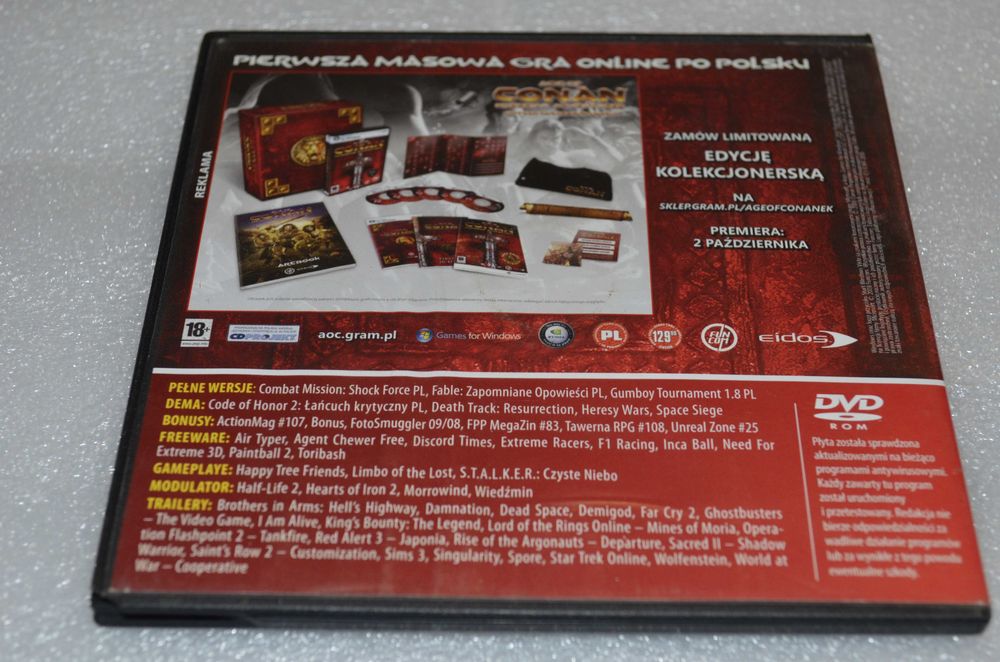 PIERWSZA MASOWA GRA ONLINE PO POLSKU
REKLAMA
CONAN
ZAMÓW LIMITOWANĄ
EDYCJĘ
KOLEKCJONERSKĄ
NA
SKLEP.GRAM.PL/AGEOFCONANEK
PREMIERA:
2 PAŹDZIERNIKA
CONAN
ARTBOOK
18+
CD PROJEKT
aoc.gram.pl
Games for Windows
PL
129
FUN
COM
eidos
PEŁNE WERSJE: Combat Mission: Shock Force PL, Fable: Zapomniane Opowieści PL, Gumboy Tournament 1.8 PL
DEMA: Code of Honor 2: Łańcuch krytyczny PL, Death Track: Resurrection, Heresy Wars, Space Siege
BONUSY: ActionMag #107, Bonus, FotoSmuggler 09/08, FPP MegaZin #83, Tawerna RPG #108, Unreal Zone #25
FREEWARE: Air Typer, Agent Chewer Free, Discord Times, Extreme Racers, F1 Racing, Inca Ball, Need For
Extreme 3D, Paintball 2, Toribash
GAMEPLAYE: Happy Tree Friends, Limbo of the Lost, S.T.A.L.K.E.R.: Czyste Niebo
MODULATOR: Half-Life 2, Hearts of Iron 2, Morrowind, Wiedźmin
TRAILERY: Brothers in Arms: Hell's Highway, Damnation, Dead Space, Demigod, Far Cry 2, Ghostbusters
– The Video Game, I Am Alive, King's Bounty: The Legend, Lord of the Rings Online – Mines of Moria, Opera-
tion Flashpoint 2 – Tankfire, Red Alert 3 – Japonia, Rise of the Argonauts – Departure, Sacred II – Shadow
Warrior, Saint's Row 2 – Customization, Sims 3, Singularity, Spore, Star Trek Online, Wolfenstein, World at
War – Cooperative
DVD
ROM
Płyta została sprawdzona
aktualizowanymi na bieżąco
programami antywirusowymi.
Każdy zawarty tu program
został uruchomiony
i przetestowany. Redakcja nie
bierze odpowiedzialności za
wadliwe działanie programów
lub za wynikłe z tego powodu
ewentualne szkody.